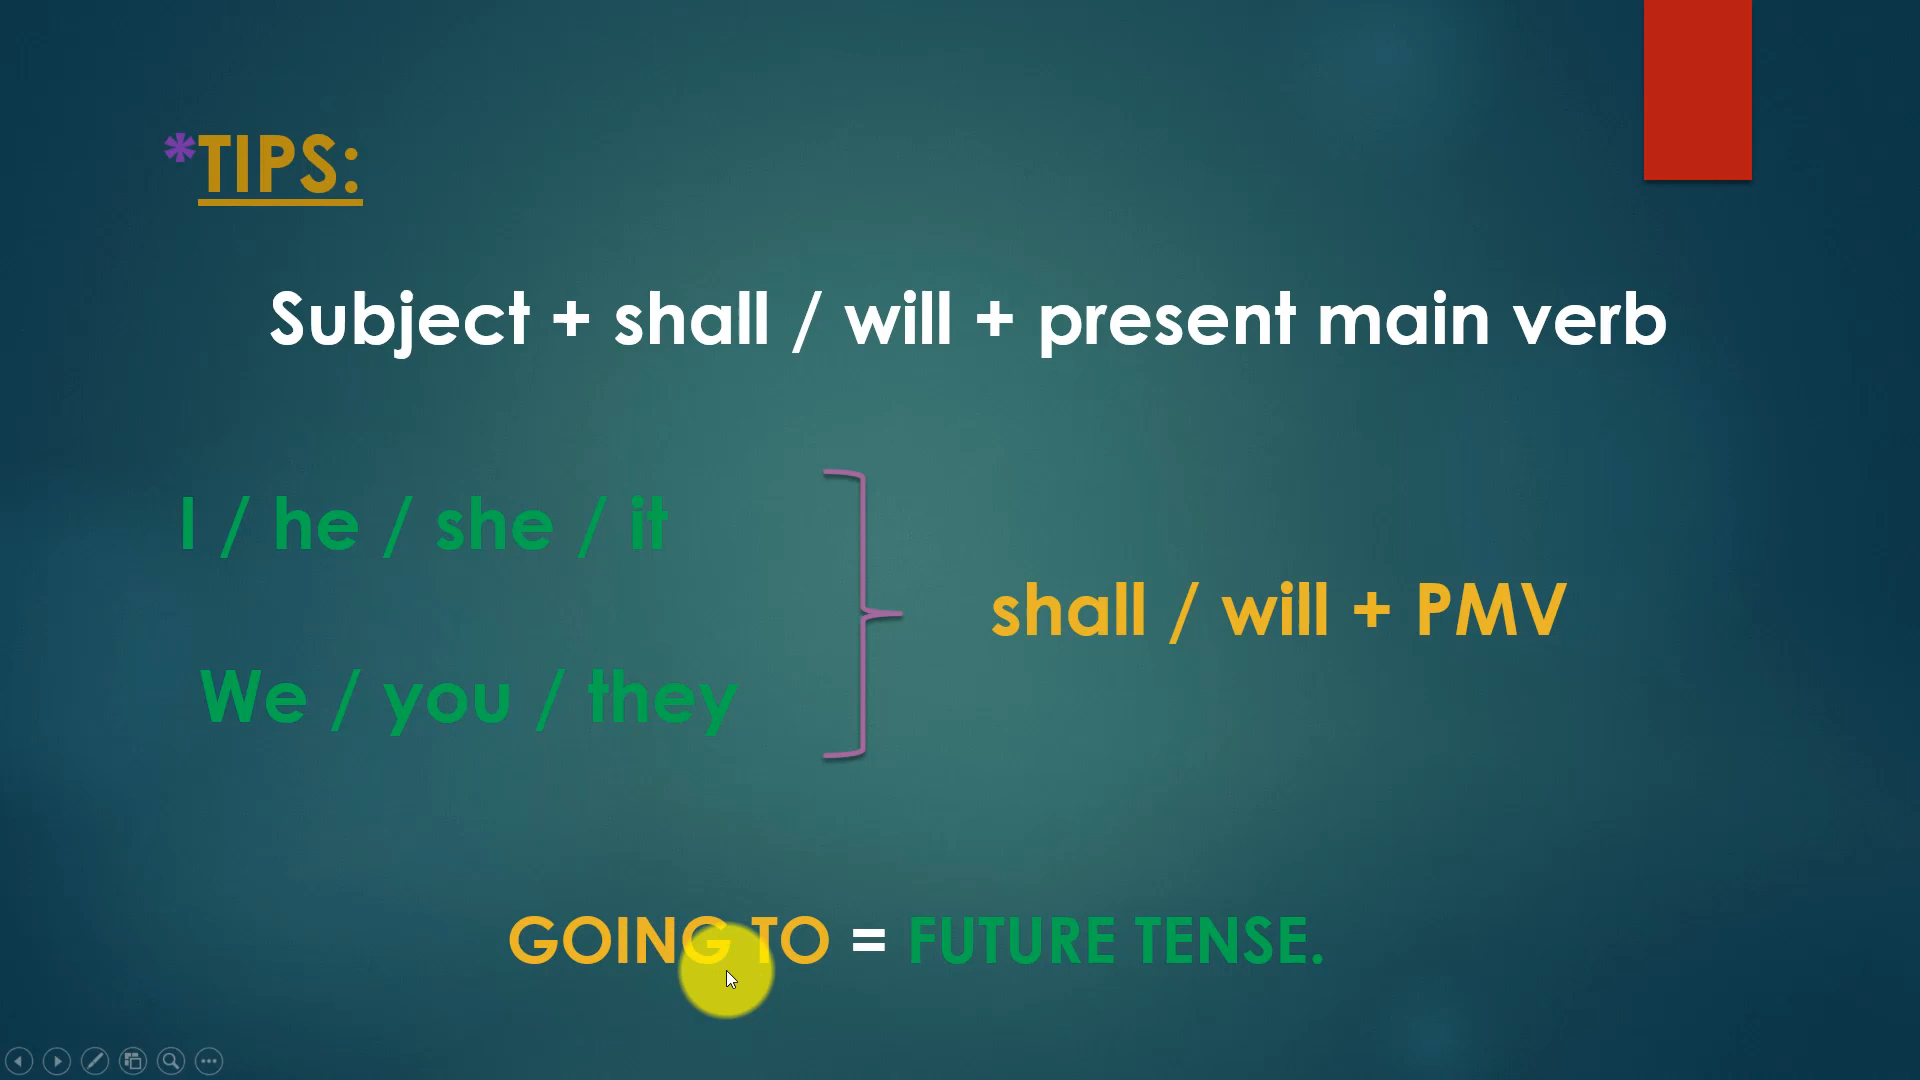 *TIPS:
Subject + shall / will + present main verb
I / he / she / it
shall / will + PMV
We / you / they
GOING TO = FUTURE TENSE.